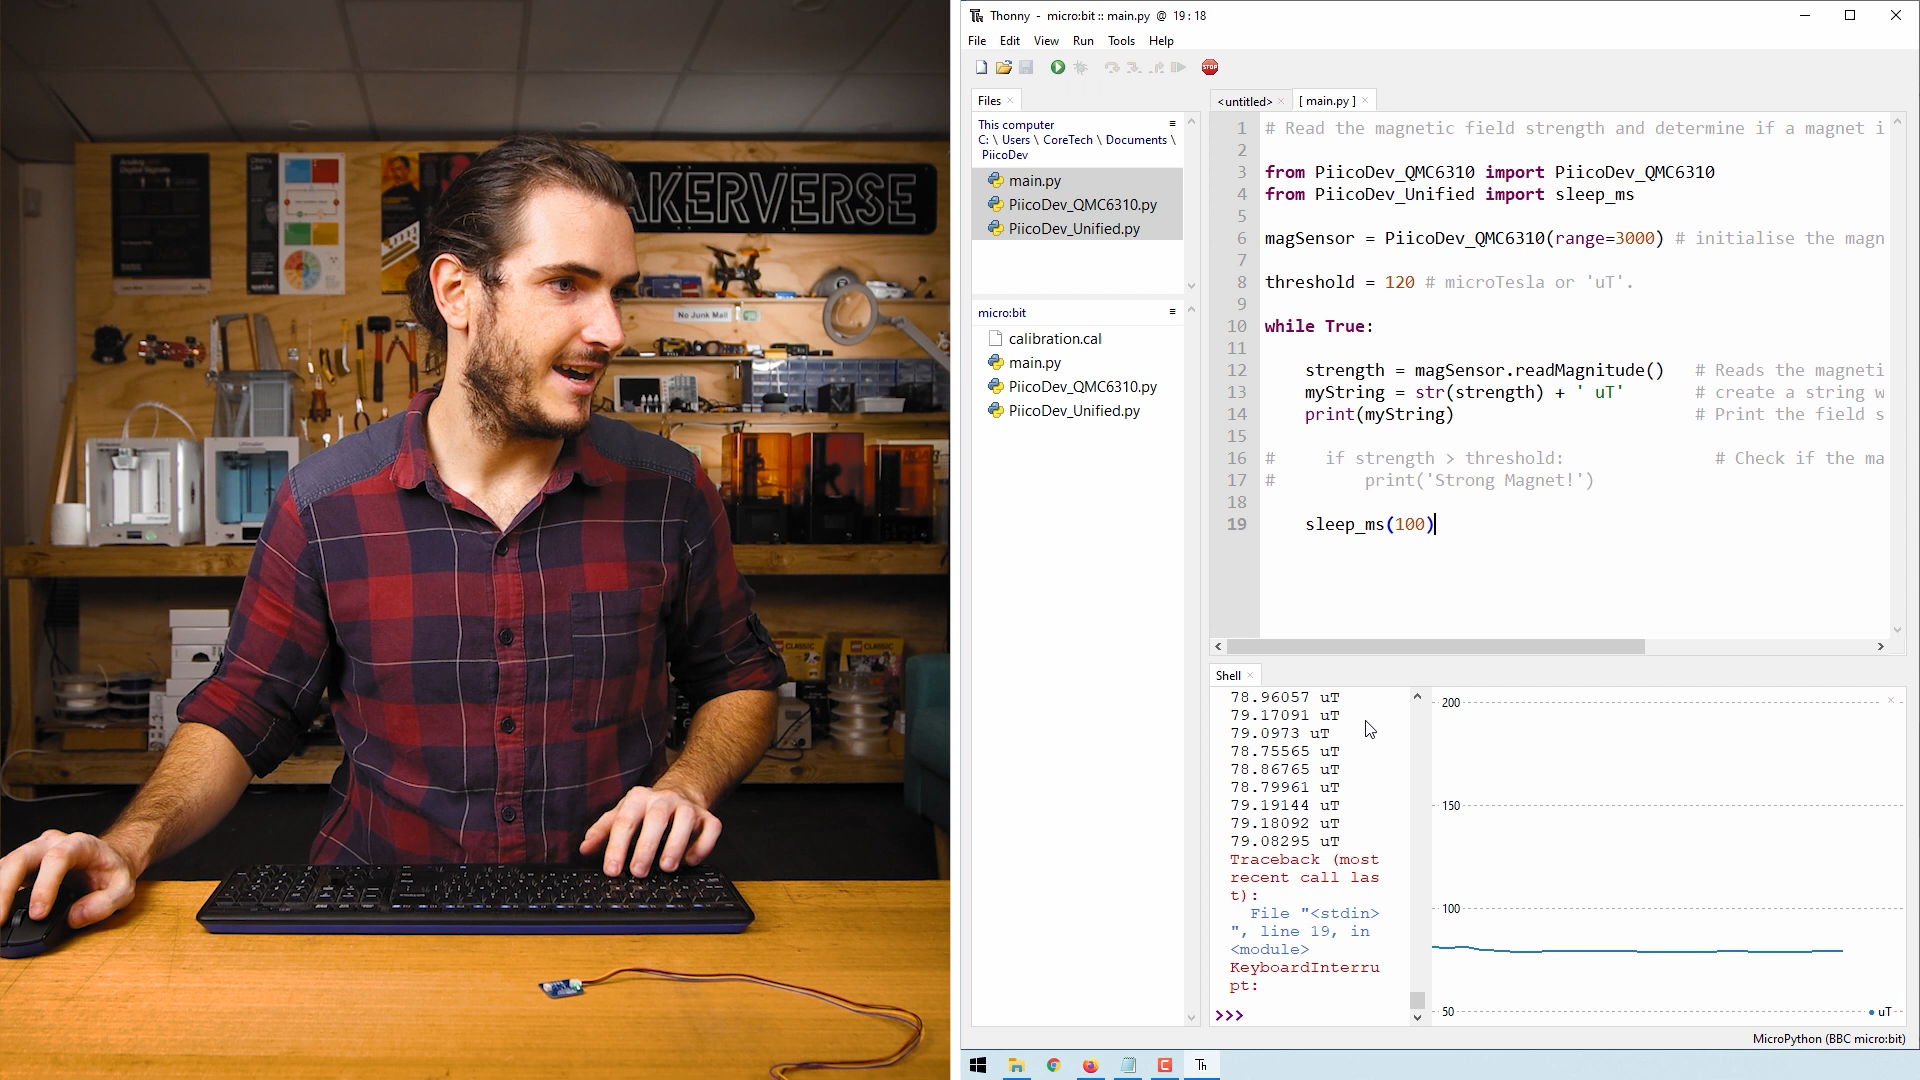 AKERVERSE
No Junk Mail
CLASSIC
CLASSIC
Thonny - micro:bit :: main.py @ 19 : 18
File Edit View Run Tools Help
STOP
Files
This computer
C: \ Users \ CoreTech \ Documents \
PiicoDev
main.py
PiicoDev_QMC6310.py
PiicoDev_Unified.py
micro:bit
calibration.cal
main.py
PiicoDev_QMC6310.py
PiicoDev_Unified.py
<untitled> [ main.py ]
1 # Read the magnetic field strength and determine if a magnet i
2
3 from PiicoDev_QMC6310 import PiicoDev_QMC6310
4 from PiicoDev_Unified import sleep_ms
5
6 magSensor = PiicoDev_QMC6310(range=3000) # initialise the magn
7
8 threshold = 120 # microTesla or 'uT'.
9
10 while True:
11
12 strength = magSensor.readMagnitude() # Reads the magneti
13 myString = str(strength) + ' uT' # create a string w
14 print(myString) # Print the field s
15
16 # if strength > threshold: # Check if the ma
17 # print('Strong Magnet!')
18
19 sleep_ms(100)
Shell
78.96057 uT
79.17091 uT
79.0973 uT
78.75565 uT
78.86765 uT
78.79961 uT
79.19144 uT
79.18092 uT
79.08295 uT
Traceback (most
recent call las
t):
File "<stdin>
", line 19, in
<module>
KeyboardInterru
pt:
>>>
200
150
100
50
uT
MicroPython (BBC micro:bit)
Th